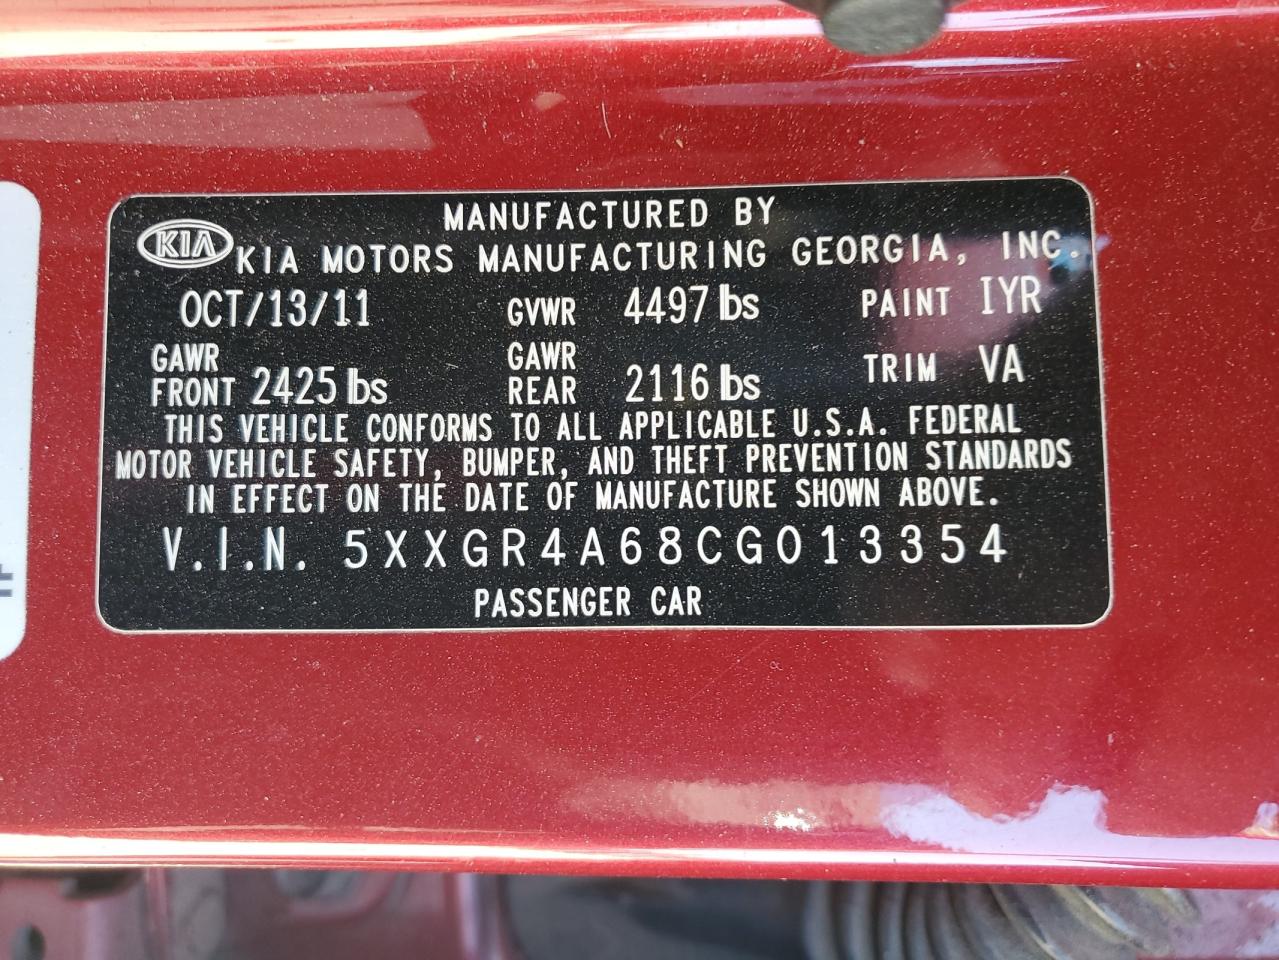 MANUFACTURED BY
KIA KIA MOTORS MANUFACTURING GEORGIA, INC.
OCT/13/11 GVWR 4497 lbs PAINT IYR
GAWR FRONT 2425 lbs GAWR REAR 2116 lbs TRIM VA
THIS VEHICLE CONFORMS TO ALL APPLICABLE U.S.A. FEDERAL
MOTOR VEHICLE SAFETY, BUMPER, AND THEFT PREVENTION STANDARDS
IN EFFECT ON THE DATE OF MANUFACTURE SHOWN ABOVE.
V.I.N. 5XXGR4A68CG013354
PASSENGER CAR